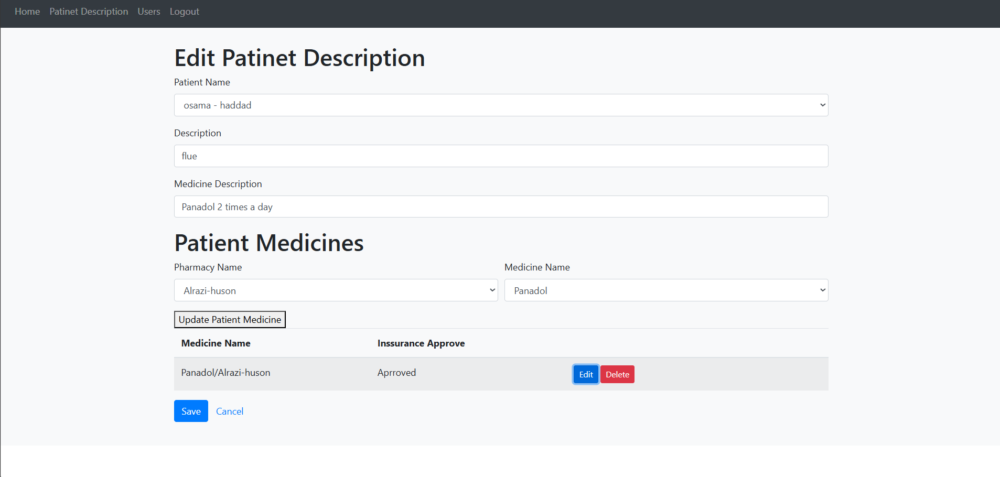 Home Patinet Description Users Logout
Edit Patinet Description
Patient Name
osama - haddad
Description
flue
Medicine Description
Panadol 2 times a day
Patient Medicines
Pharmacy Name Medicine Name
Alrazi-huson Panadol
Update Patient Medicine
Medicine Name Inssurance Approve
Panadol/Alrazi-huson Aprroved Edit Delete
Save Cancel